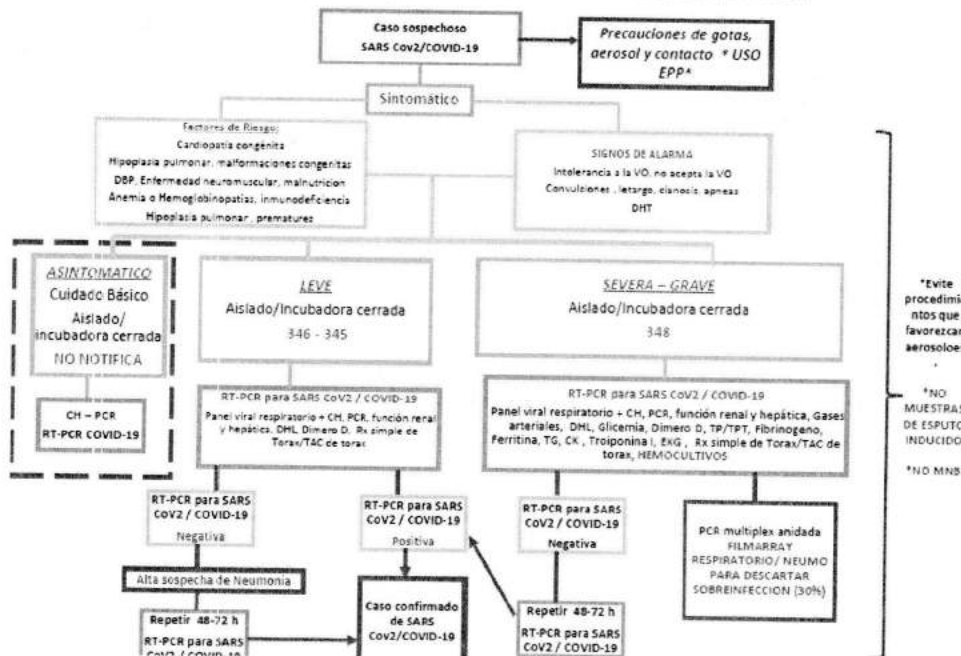 Caso sospechoso
SARS Cov2/COVID-19
Precauciones de gotas,
aerosol y contacto * USO
EPP*
Sintomático
Factores de Riesgo:
Cardiopatía congénita
Hipoplasia pulmonar, malformaciones congenitas
DBP, Enfermedad neuromuscular, malnutricion
Anemia o Hemoglobinopatias, inmunodeficiencia
Hipoplasia pulmonar, prematures
SIGNOS DE ALARMA
Intolerancia a la VO, no acepta la VO
Convulciones, letargo, cianosis, apneas
DHT
ASINTOMATICO
Cuidado Básico
Aislado/
incubadora cerrada
NO NOTIFICA
CH – PCR
RT-PCR COVID-19
LEVE
Aislado/Incubadora cerrada
346 - 345
SEVERA – GRAVE
Aislado/Incubadora cerrada
348
RT-PCR para SARS CoV2 / COVID-19
Panel viral respiratorio + CH, PCR, función renal
y hepática, DHL Dimero D, Rx simple de
Torax/TAC de torax
RT-PCR para SARS CoV2 / COVID-19
Panel viral respiratorio + CH, PCR, función renal y hepática, Gases
arteriales, DHL, Glicemia, Dimero D, TP/TPT, Fibrinogeno,
Ferritina, TG, CK , Troiponina I, EKG , Rx simple de Torax/TAC de
torax, HEMOCULTIVOS
RT-PCR para SARS
CoV2 / COVID-19
Negativa
RT-PCR para SARS
CoV2 / COVID-19
Positiva
RT-PCR para SARS
CoV2 / COVID-19
Negativa
PCR multiplex anidada
FILMARRAY
RESPIRATORIO/ NEUMO
PARA DESCARTAR
SOBREINFECCION (30%)
Alta sospecha de Neumonía
Repetir 48-72 h
RT-PCR para SARS
CoV2 / COVID-19
Caso confirmado
de SARS
Cov2/COVID-19
Repetir 48-72 h
RT-PCR para SARS
CoV2 / COVID-19
*Evite
procedimie
ntos que
favorezcan
aerosoloes
.
*NO
MUESTRAS
DE ESPUTO
INDUCIDO
*NO MNB